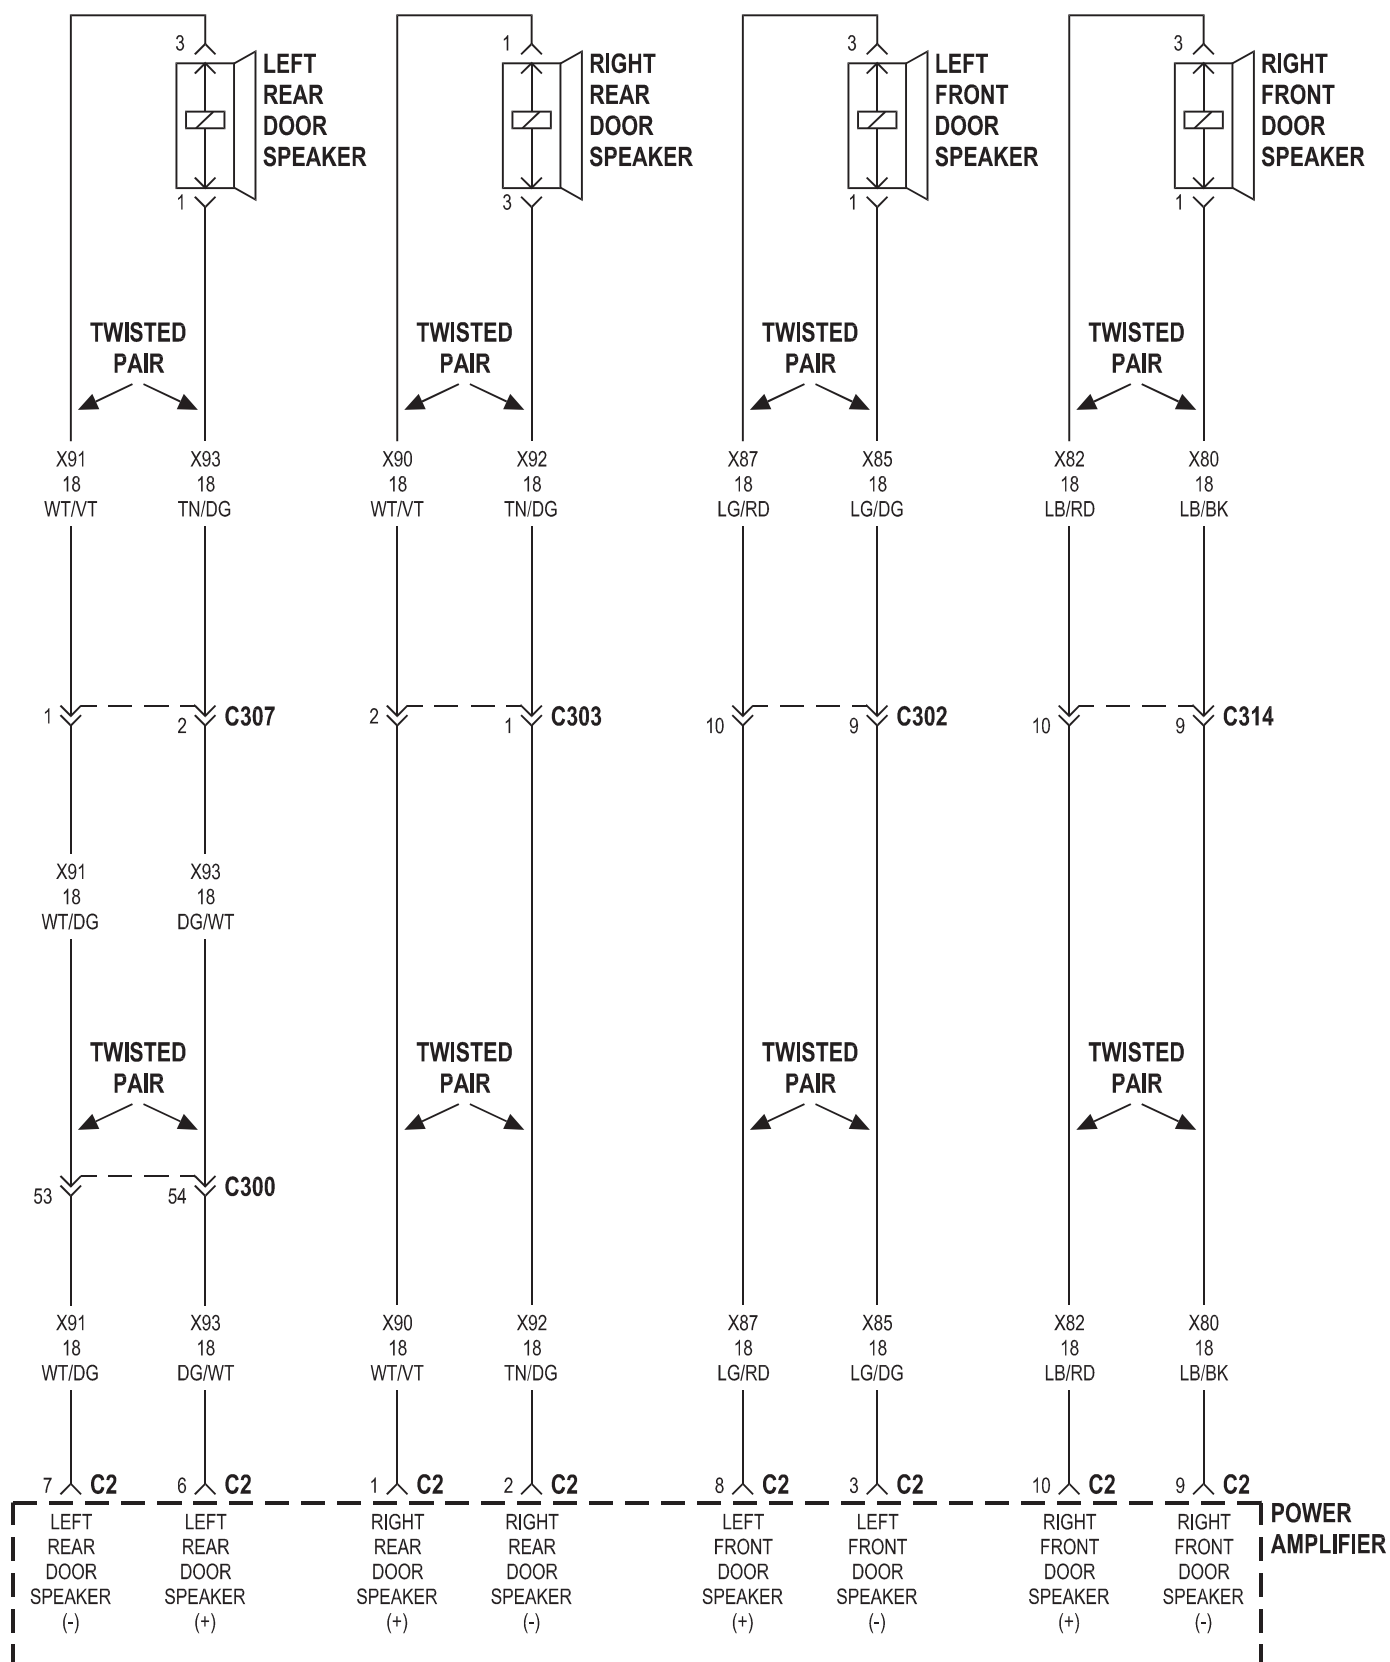 3
LEFT
REAR
DOOR
SPEAKER
1
1
RIGHT
REAR
DOOR
SPEAKER
3
3
LEFT
FRONT
DOOR
SPEAKER
1
3
RIGHT
FRONT
DOOR
SPEAKER
1
TWISTED
PAIR
TWISTED
PAIR
TWISTED
PAIR
TWISTED
PAIR
X91
18
WT/VT
X93
18
TN/DG
X90
18
WT/VT
X92
18
TN/DG
X87
18
LG/RD
X85
18
LG/DG
X82
18
LB/RD
X80
18
LB/BK
1
2
C307
2
1
C303
10
9
C302
10
9
C314
X91
18
WT/DG
X93
18
DG/WT
TWISTED
PAIR
TWISTED
PAIR
TWISTED
PAIR
TWISTED
PAIR
53
54
C300
X91
18
WT/DG
X93
18
DG/WT
X90
18
WT/VT
X92
18
TN/DG
X87
18
LG/RD
X85
18
LG/DG
X82
18
LB/RD
X80
18
LB/BK
7 C2
6 C2
1 C2
2 C2
8 C2
3 C2
10 C2
9 C2
LEFT
REAR
DOOR
SPEAKER
(-)
LEFT
REAR
DOOR
SPEAKER
(+)
RIGHT
REAR
DOOR
SPEAKER
(+)
RIGHT
REAR
DOOR
SPEAKER
(-)
LEFT
FRONT
DOOR
SPEAKER
(+)
LEFT
FRONT
DOOR
SPEAKER
(-)
RIGHT
FRONT
DOOR
SPEAKER
(+)
RIGHT
FRONT
DOOR
SPEAKER
(-)
POWER
AMPLIFIER